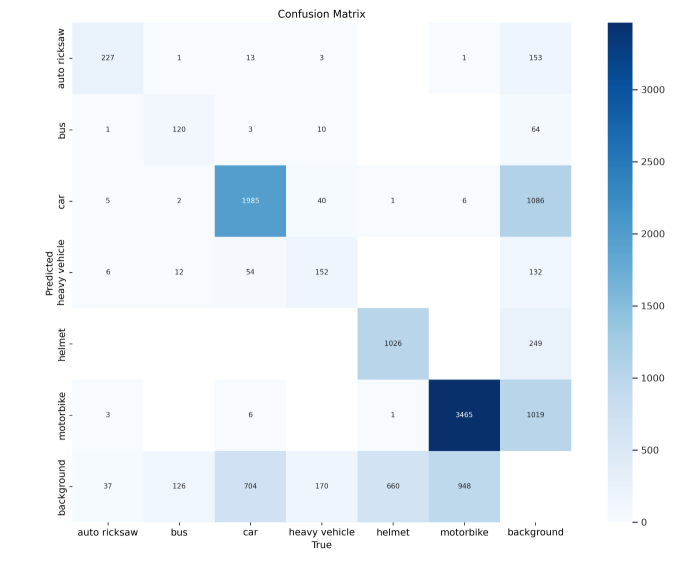 Confusion Matrix
auto ricksaw
227 1 13 3 1 153
bus
1 120 3 10 64
car
5 2 1985 40 1 6 1086
Predicted
heavy vehicle
6 12 54 152 132
helmet
1026 249
motorbike
3 6 1 3465 1019
background
37 126 704 170 660 948
auto ricksaw bus car heavy vehicle helmet motorbike background
True
3000
2500
2000
1500
1000
500
0